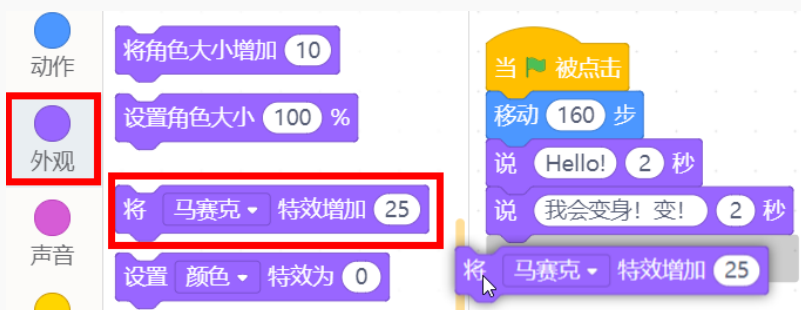 动作
外观
声音
将角色大小增加 10
设置角色大小 100 %
将 马赛克 特效增加 25
设置 颜色 特效为 0
当 被点击
移动 160 步
说 Hello! 2 秒
说 我会变身！变！ 2 秒
将 马赛克 特效增加 25